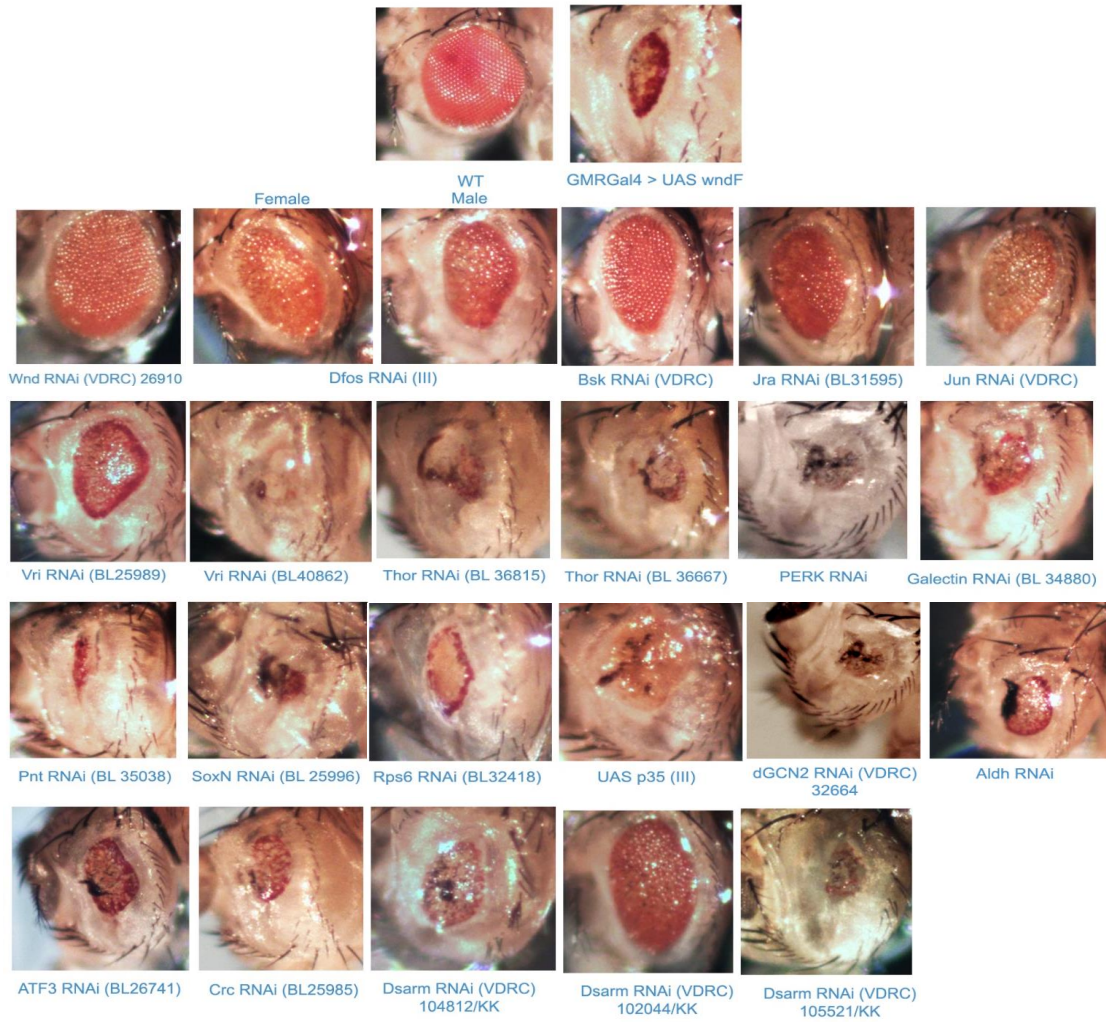 WT
GMRGal4 > UAS wndF
Female
Male
Wnd RNAi (VDRC) 26910
Dfos RNAi (III)
Bsk RNAi (VDRC)
Jra RNAi (BL31595)
Jun RNAi (VDRC)
Vri RNAi (BL25989)
Vri RNAi (BL40862)
Thor RNAi (BL 36815)
Thor RNAi (BL 36667)
PERK RNAi
Galectin RNAi (BL 34880)
Pnt RNAi (BL 35038)
SoxN RNAi (BL 25996)
Rps6 RNAi (BL32418)
UAS p35 (III)
dGCN2 RNAi (VDRC)
32664
Aldh RNAi
ATF3 RNAi (BL26741)
Crc RNAi (BL25985)
Dsarm RNAi (VDRC)
104812/KK
Dsarm RNAi (VDRC)
102044/KK
Dsarm RNAi (VDRC)
105521/KK